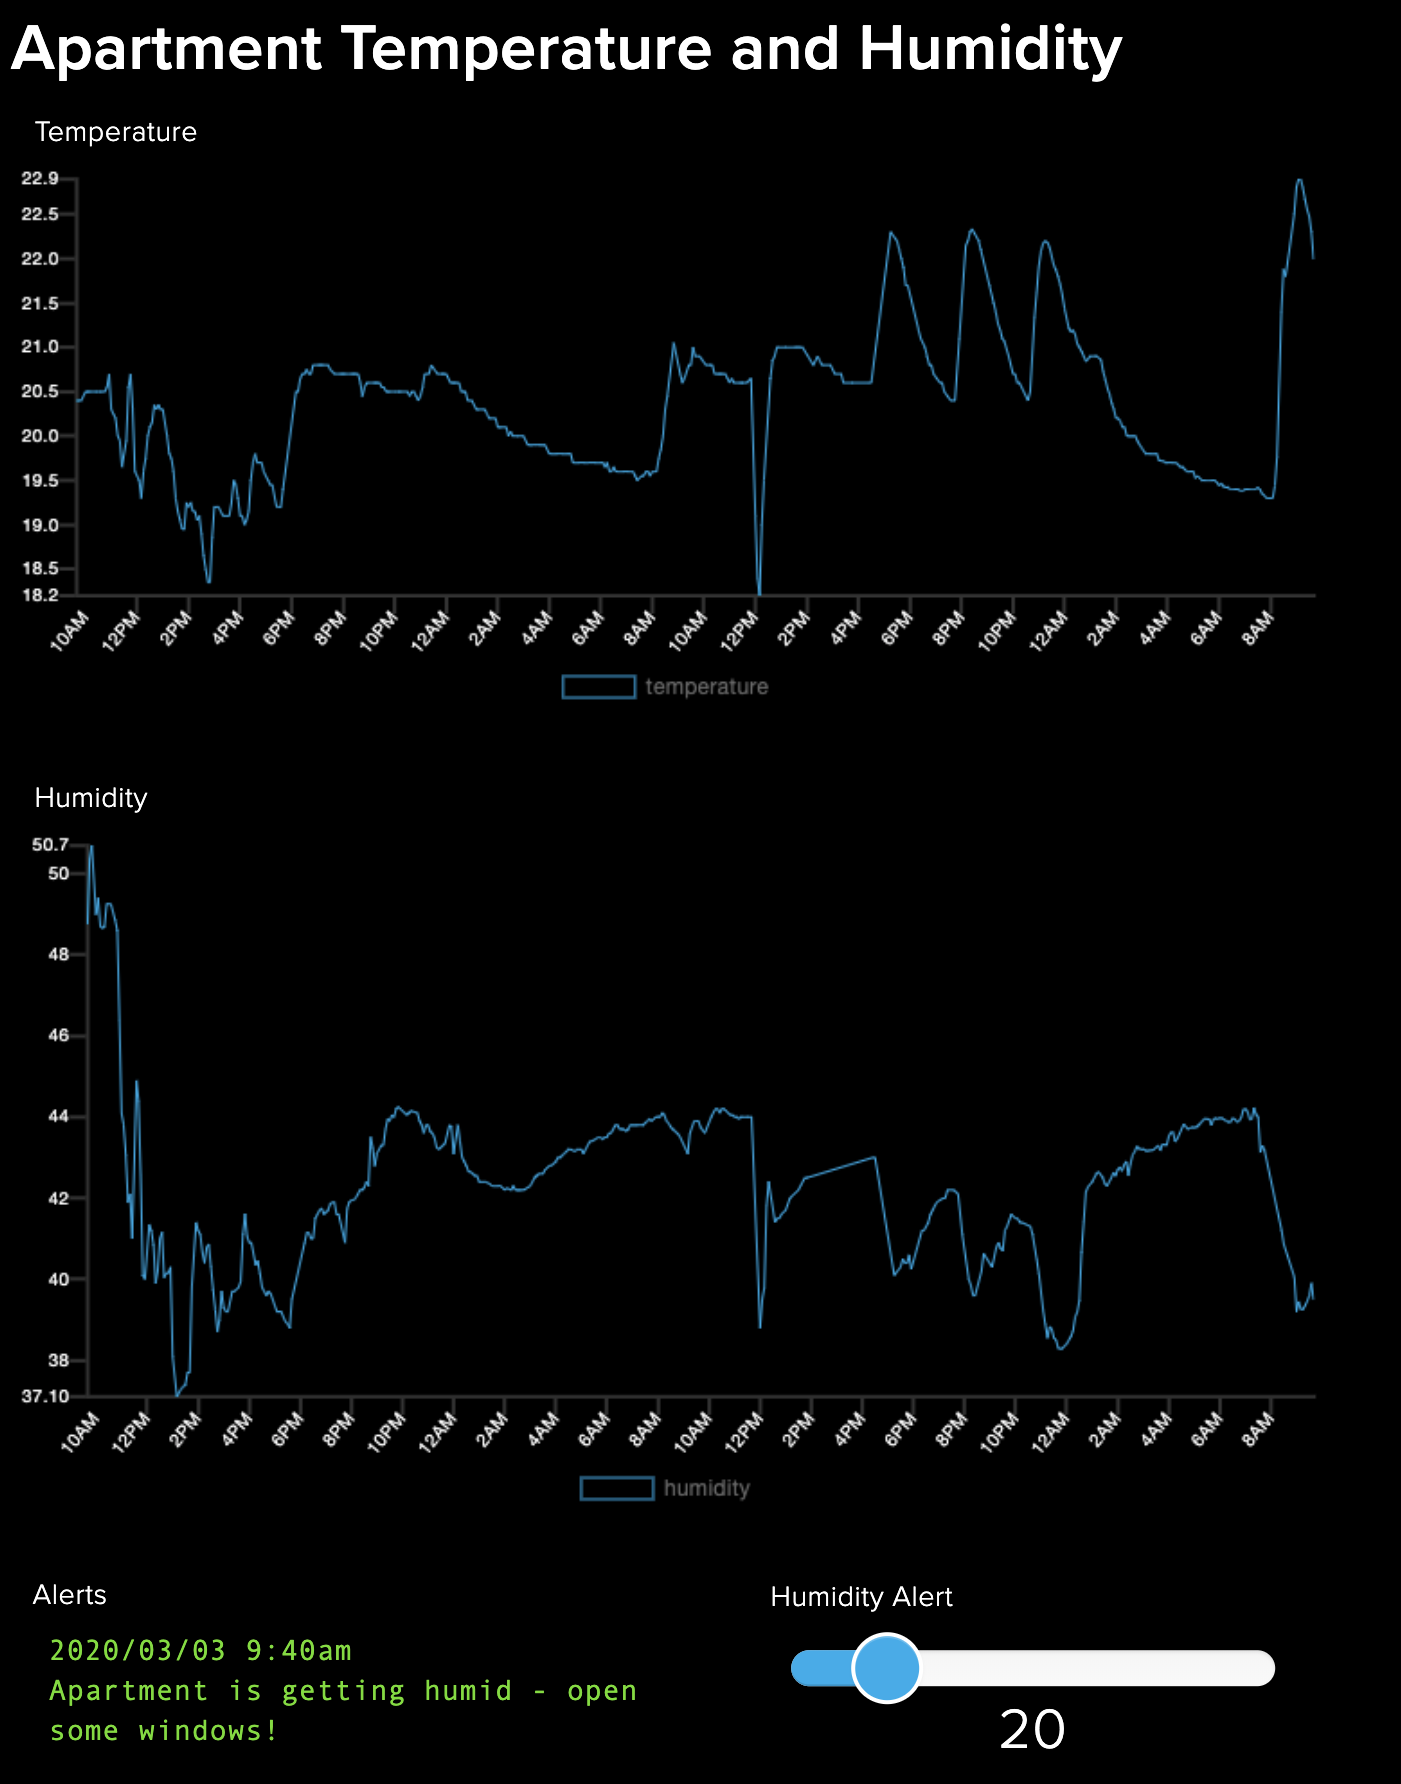 Apartment Temperature and Humidity
Temperature
22.9
22.5
22.0
21.5
21.0
20.5
20.0
19.5
19.0
18.5
18.2
10AM 12PM 2PM 4PM 6PM 8PM 10PM 12AM 2AM 4AM 6AM 8AM 10AM 12PM 2PM 4PM 6PM 8PM 10PM 12AM 2AM 4AM 6AM 8AM
temperature
Humidity
50.7
50
48
46
44
42
40
38
37.10
10AM 12PM 2PM 4PM 6PM 8PM 10PM 12AM 2AM 4AM 6AM 8AM 10AM 12PM 2PM 4PM 6PM 8PM 10PM 12AM 2AM 4AM 6AM 8AM
humidity
Alerts
2020/03/03 9:40am
Apartment is getting humid - open
some windows!
Humidity Alert
20